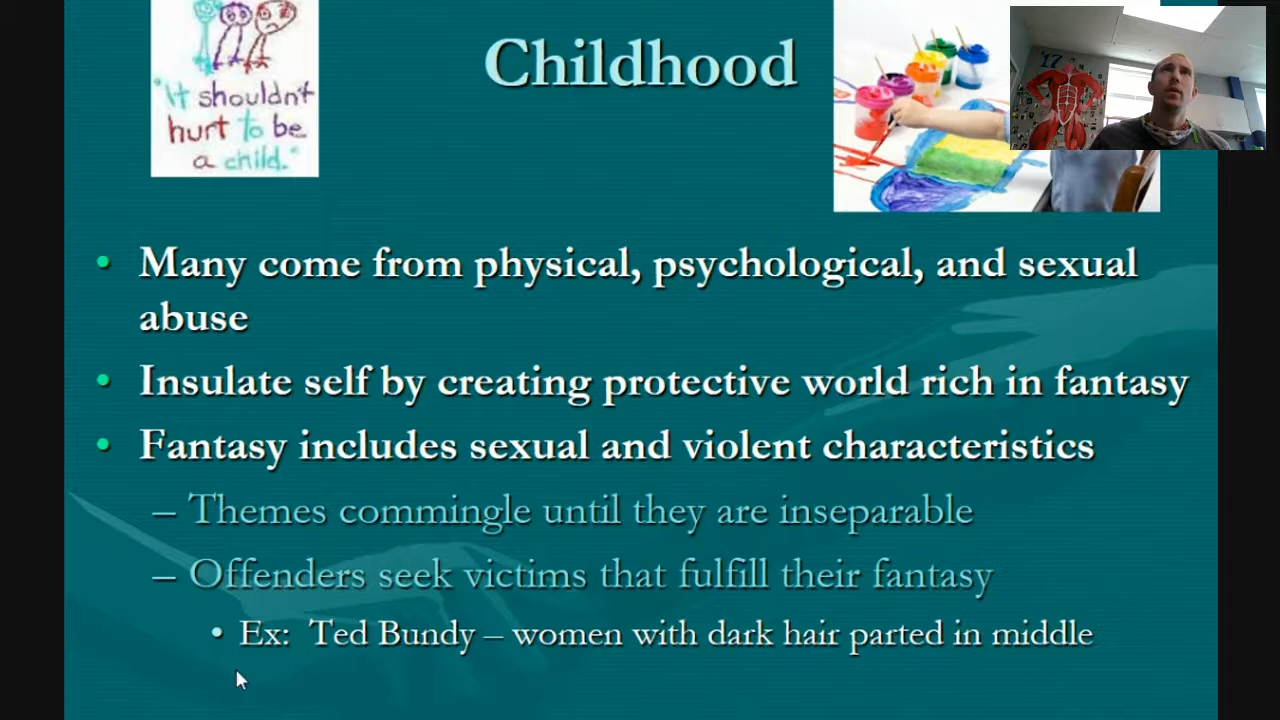 Childhood
"It shouldn't
hurt to be
a child."
'17
• Many come from physical, psychological, and sexual
abuse
• Insulate self by creating protective world rich in fantasy
• Fantasy includes sexual and violent characteristics
– Themes commingle until they are inseparable
– Offenders seek victims that fulfill their fantasy
• Ex: Ted Bundy – women with dark hair parted in middle